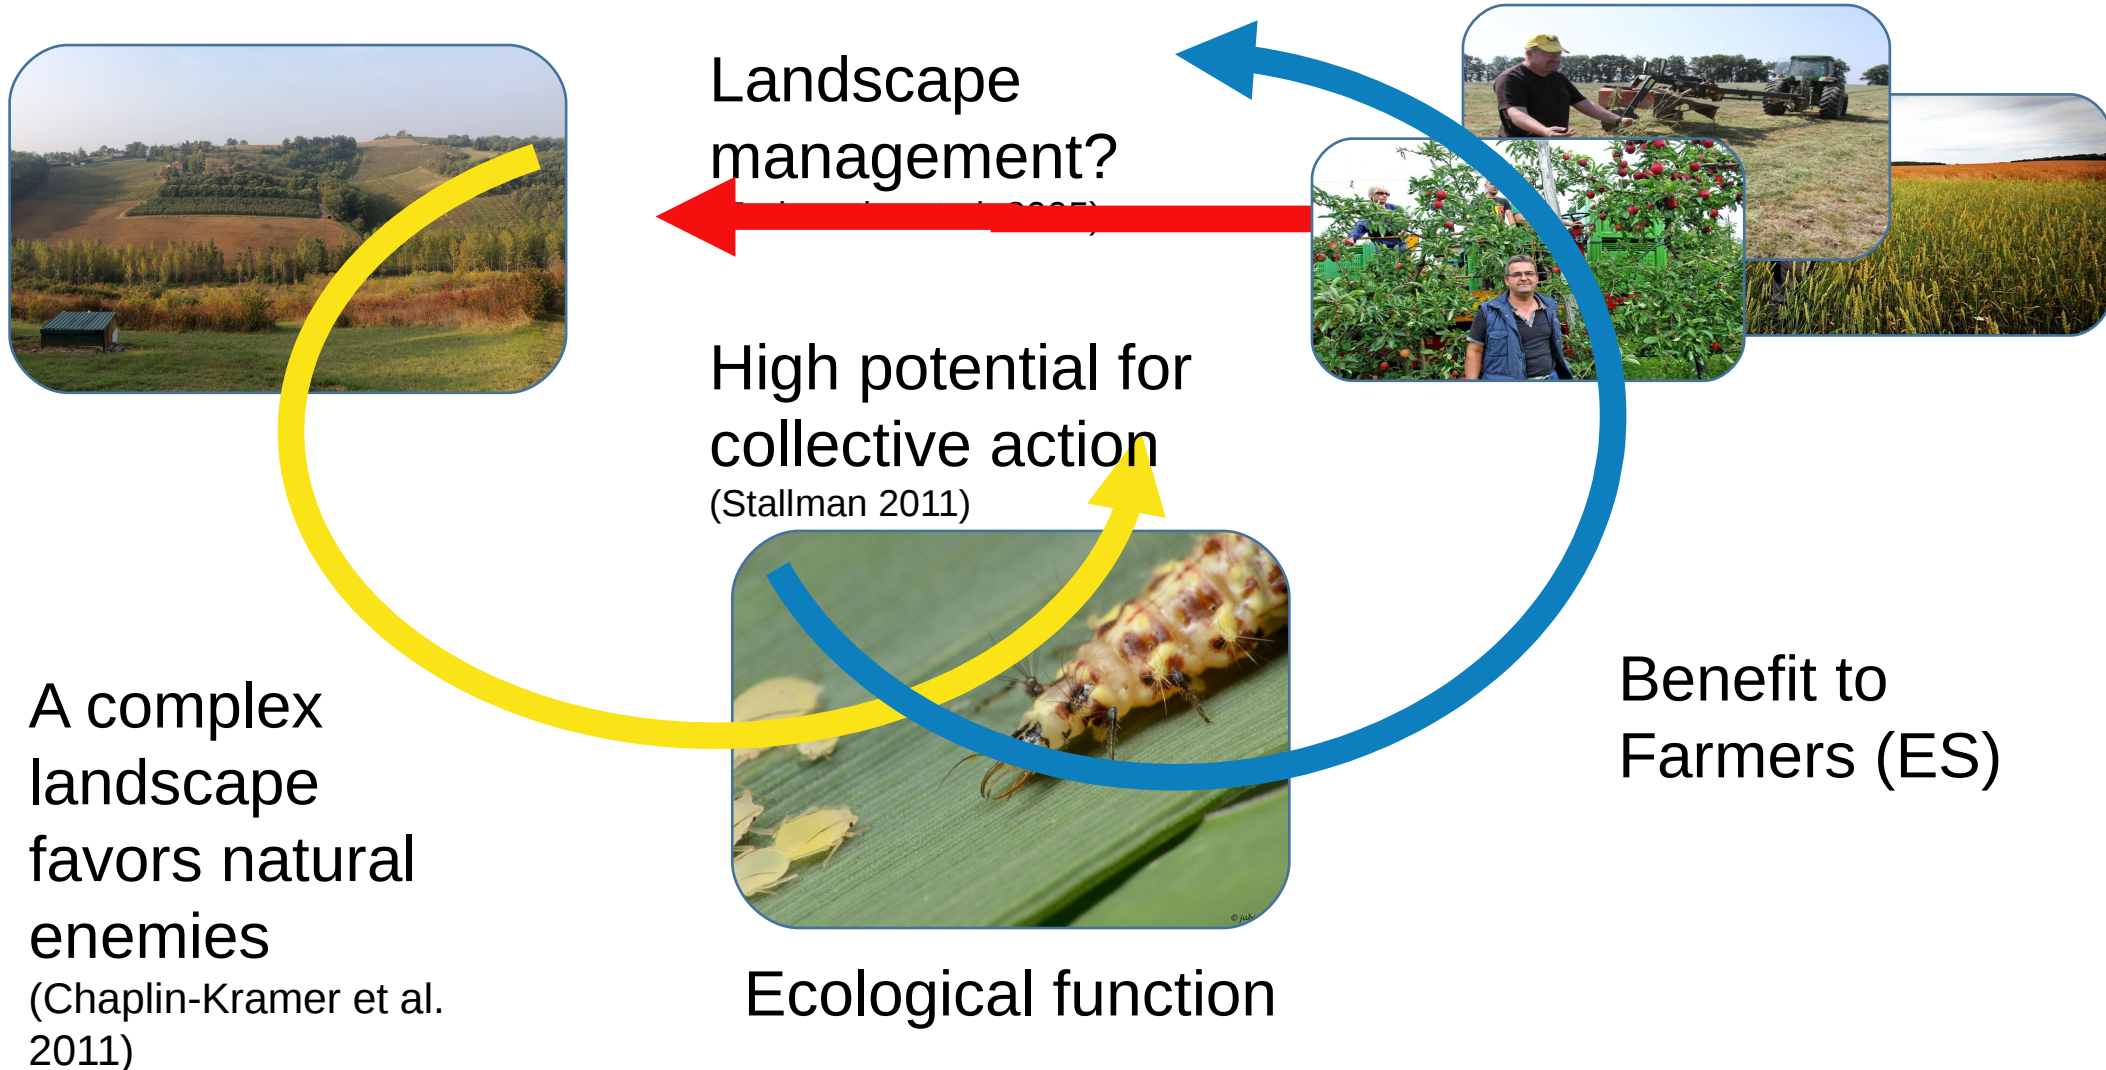 Landscape
management?
2005)
High potential for
collective action
(Stallman 2011)
A complex
landscape
favors natural
enemies
(Chaplin-Kramer et al.
2011)
Benefit to
Farmers (ES)
Ecological function